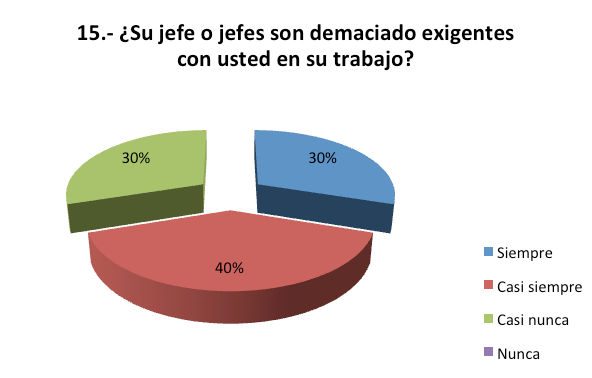 15.- ¿Su jefe o jefes son demaciado exigentes
con usted en su trabajo?
30%
30%
40%
Siempre
Casi siempre
Casi nunca
Nunca